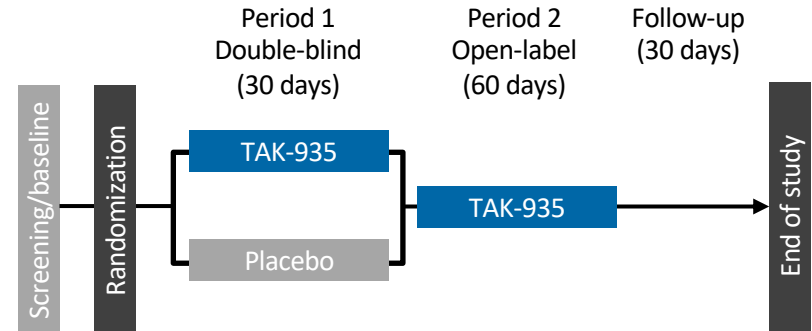 Period 1
Double-blind
(30 days)
Period 2
Open-label
(60 days)
Follow-up
(30 days)
Screening/baseline
Randomization
TAK-935
Placebo
TAK-935
End of study